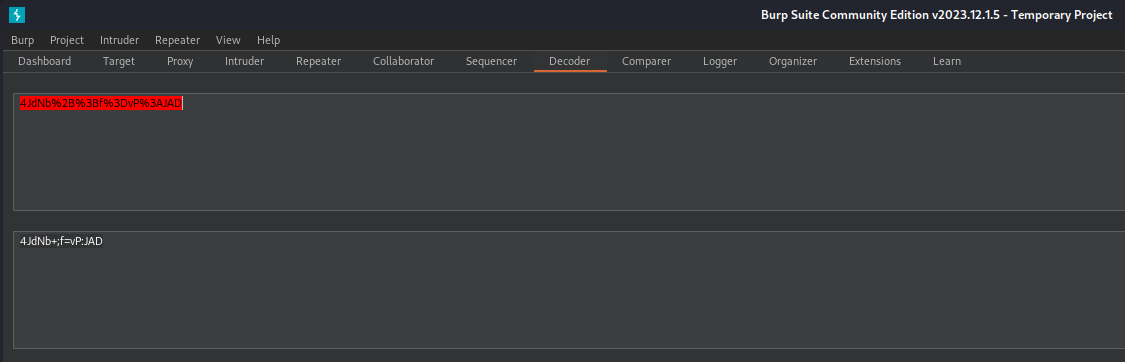 Burp Suite Community Edition v2023.12.1.5 - Temporary Project
Burp Project Intruder Repeater View Help
Dashboard Target Proxy Intruder Repeater Collaborator Sequencer Decoder Comparer Logger Organizer Extensions Learn
4JdNb%2B%3Bf%3DvP%3AJAD
4JdNb+;f=vP:JAD